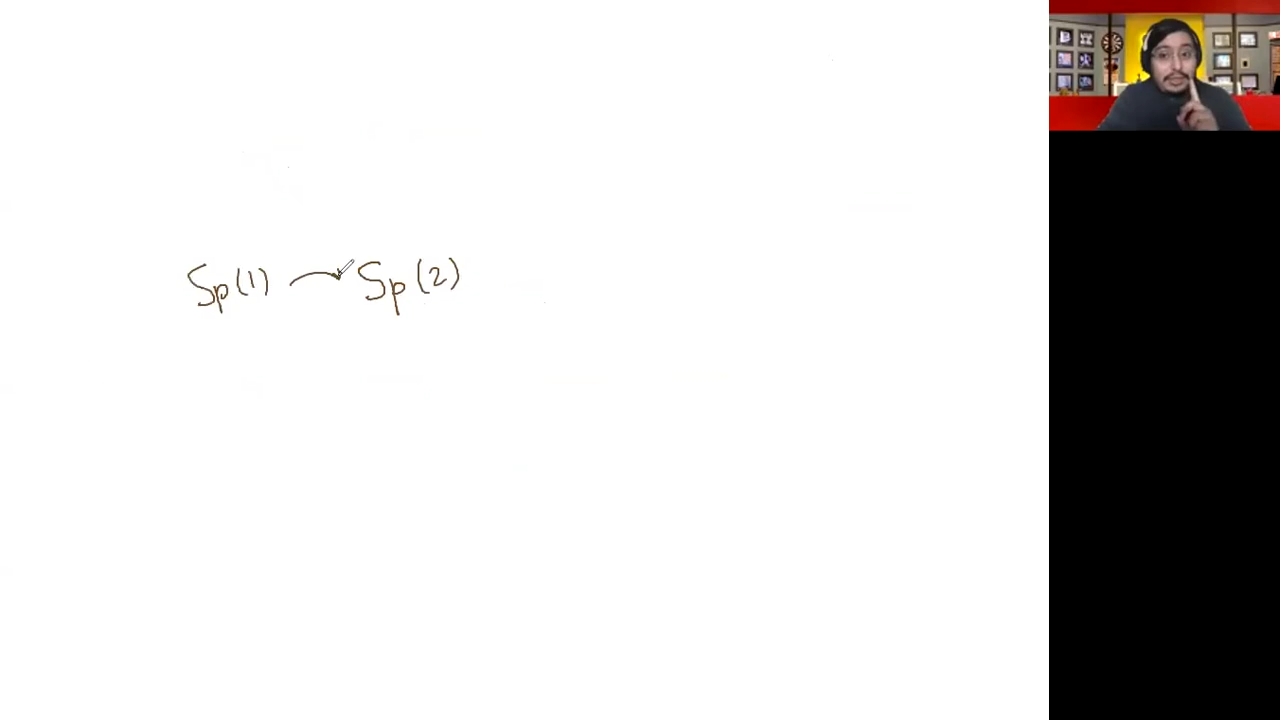 Sp(1) → Sp(2)